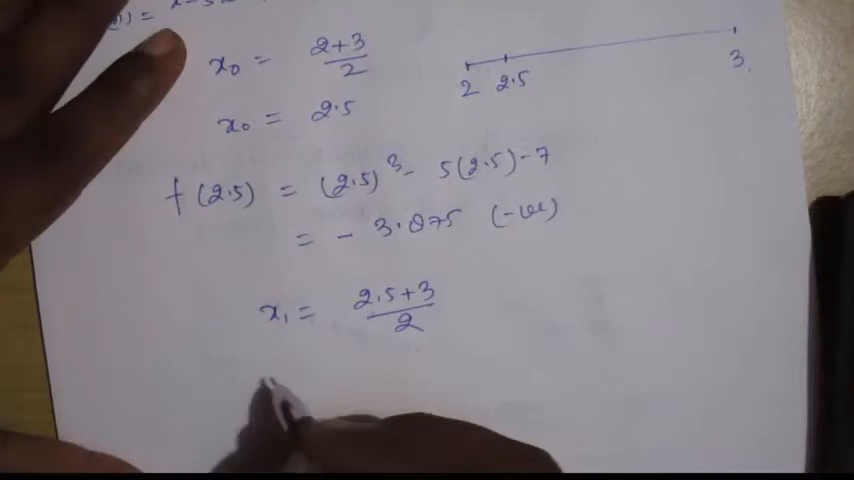 x₀ = (2+3)/2
2 2.5 3
x₀ = 2.5
f(2.5) = (2.5)³ - 5(2.5) - 7
= - 3.875 (-ve)
x₁ = (2.5+3)/2